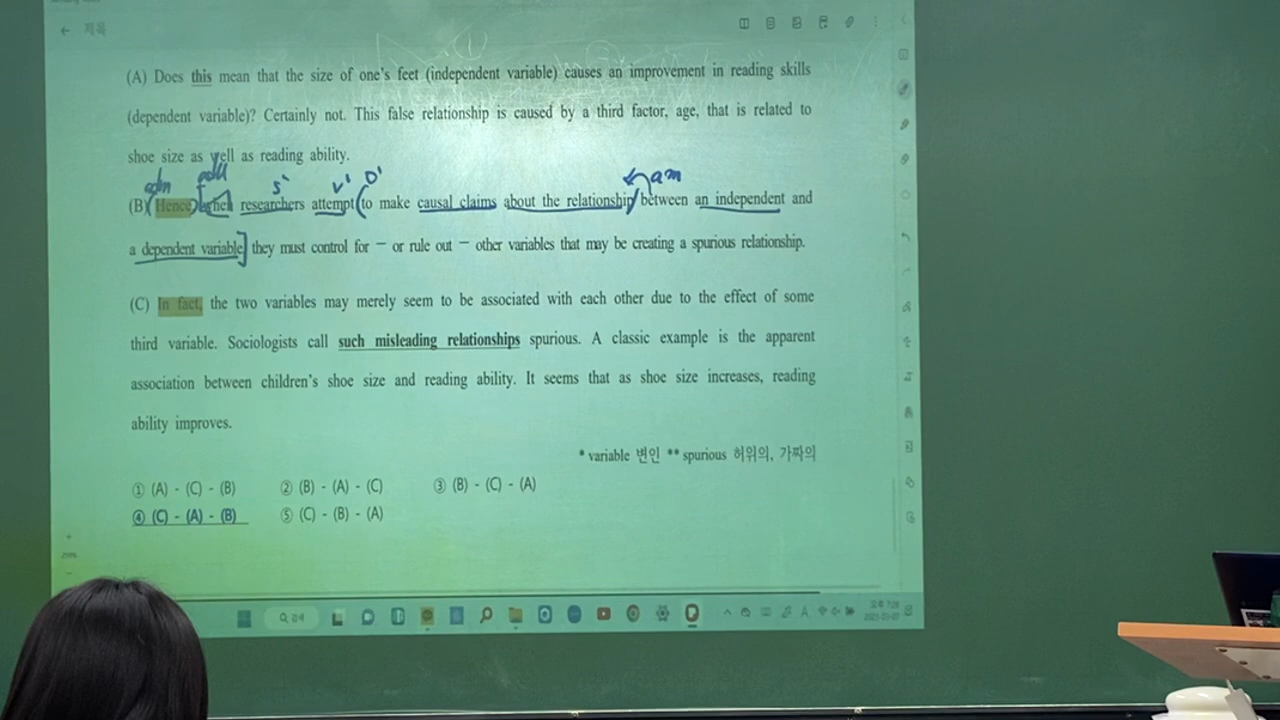 ← 제목
(A) Does this mean that the size of one's feet (independent variable) causes an improvement in reading skills
(dependent variable)? Certainly not. This false relationship is caused by a third factor, age, that is related to
shoe size as well as reading ability.
S' V' O'
(B) Hence, when researchers attempt to make causal claims about the relationship between an independent and
a dependent variable, they must control for — or rule out — other variables that may be creating a spurious relationship.
(C) In fact, the two variables may merely seem to be associated with each other due to the effect of some
third variable. Sociologists call such misleading relationships spurious. A classic example is the apparent
association between children's shoe size and reading ability. It seems that as shoe size increases, reading
ability improves.
* variable 변인 ** spurious 허위의, 가짜의
① (A) - (C) - (B) ② (B) - (A) - (C) ③ (B) - (C) - (A)
④ (C) - (A) - (B) ⑤ (C) - (B) - (A)
검색